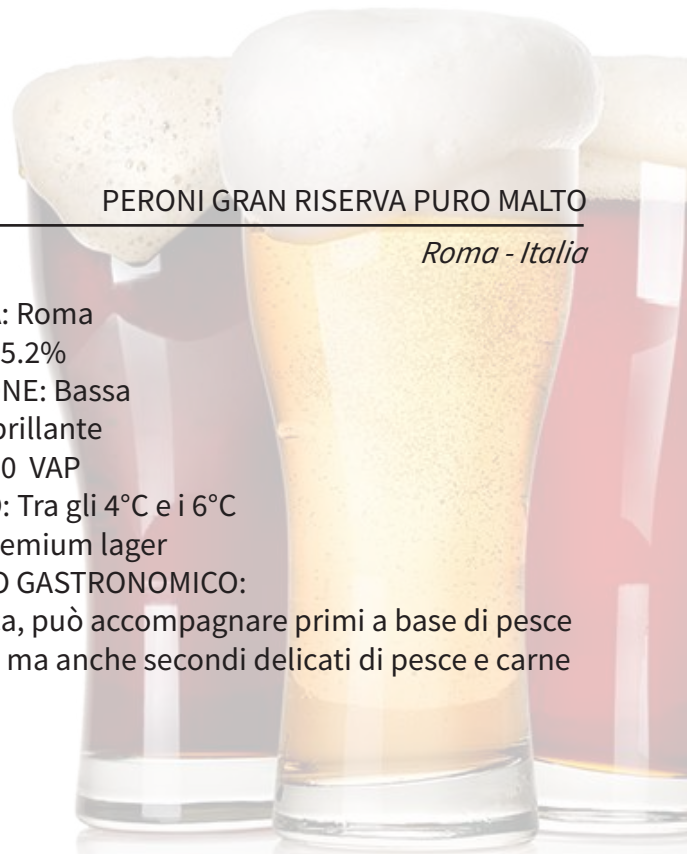 PERONI GRAN RISERVA PURO MALTO
Roma - Italia
: Roma
5.2%
NE: Bassa
brillante
0 VAP
: Tra gli 4°C e i 6°C
emium lager
O GASTRONOMICO:
a, può accompagnare primi a base di pesce
ma anche secondi delicati di pesce e carne